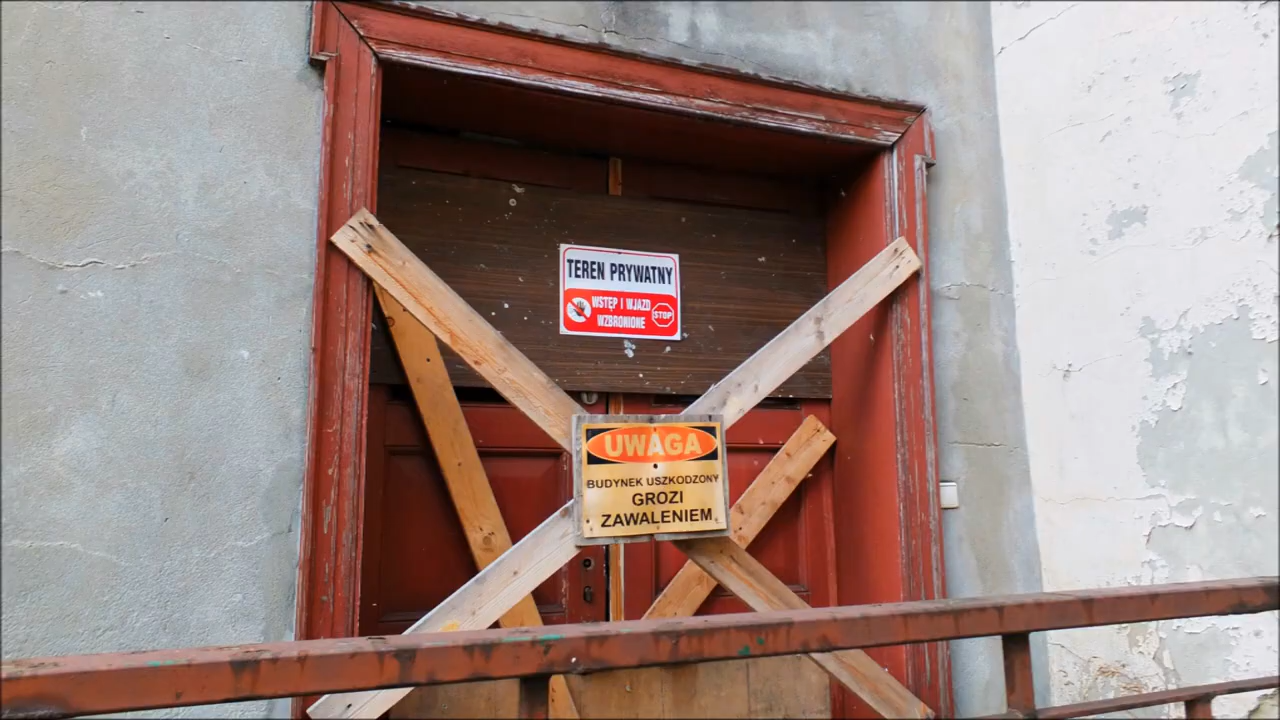 TEREN PRYWATNY
WSTĘP I WJAZD
WZBRONIONE
STOP
UWAGA
BUDYNEK USZKODZONY
GROZI
ZAWALENIEM